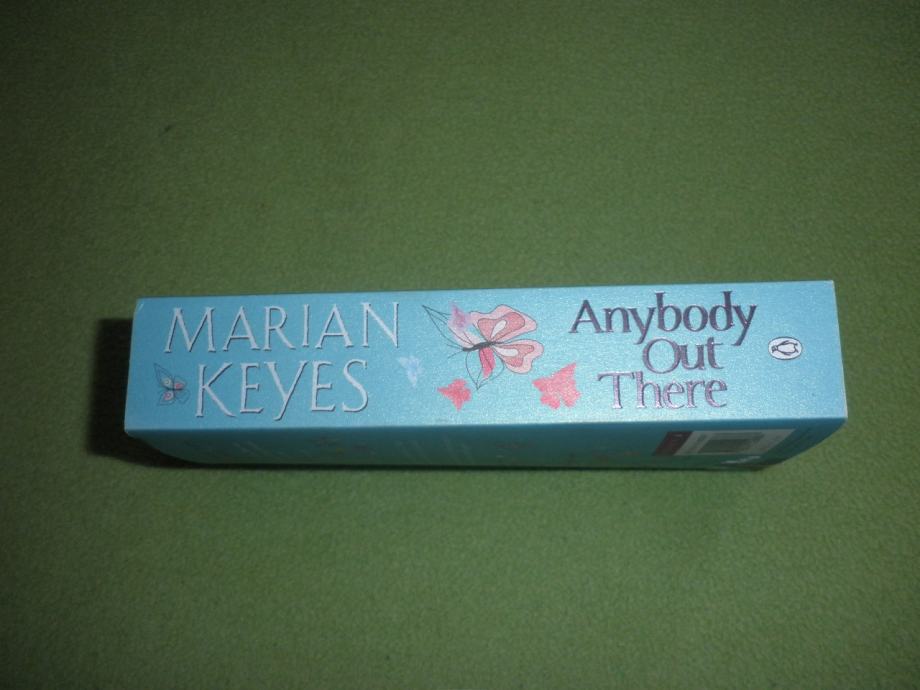 MARIAN
KEYES
Anybody
Out
There